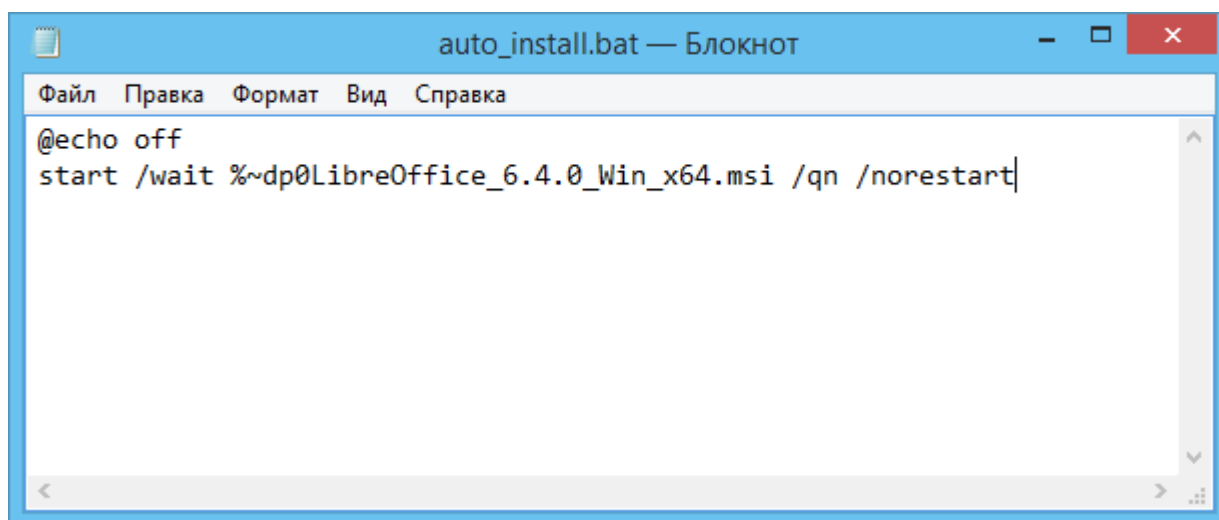 auto_install.bat — Блокнот
Файл Правка Формат Вид Справка
@echo off
start /wait %~dp0LibreOffice_6.4.0_Win_x64.msi /qn /norestart